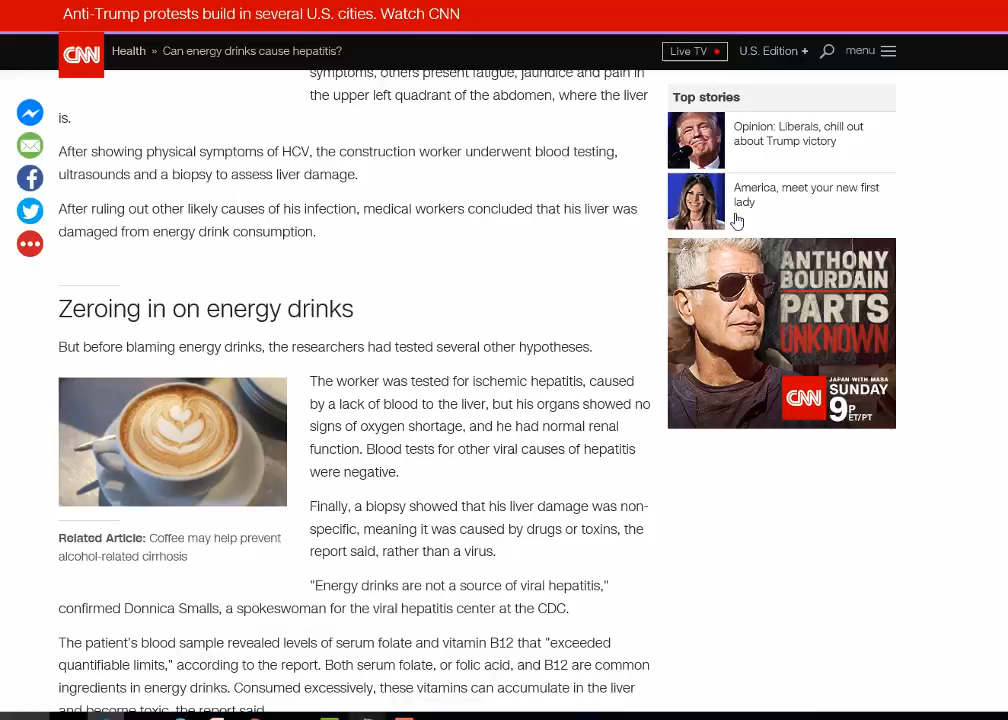 Anti-Trump protests build in several U.S. cities. Watch CNN
CNN
Health » Can energy drinks cause hepatitis?
Live TV
U.S. Edition +
menu
symptoms, others present fatigue, jaundice and pain in
the upper left quadrant of the abdomen, where the liver
is.
After showing physical symptoms of HCV, the construction worker underwent blood testing,
ultrasounds and a biopsy to assess liver damage.
After ruling out other likely causes of his infection, medical workers concluded that his liver was
damaged from energy drink consumption.
Zeroing in on energy drinks
But before blaming energy drinks, the researchers had tested several other hypotheses.
The worker was tested for ischemic hepatitis, caused
by a lack of blood to the liver, but his organs showed no
signs of oxygen shortage, and he had normal renal
function. Blood tests for other viral causes of hepatitis
were negative.
Finally, a biopsy showed that his liver damage was non-
specific, meaning it was caused by drugs or toxins, the
report said, rather than a virus.
Related Article: Coffee may help prevent
alcohol-related cirrhosis
"Energy drinks are not a source of viral hepatitis,"
confirmed Donnica Smalls, a spokeswoman for the viral hepatitis center at the CDC.
The patient's blood sample revealed levels of serum folate and vitamin B12 that "exceeded
quantifiable limits," according to the report. Both serum folate, or folic acid, and B12 are common
ingredients in energy drinks. Consumed excessively, these vitamins can accumulate in the liver
and become toxic, the report said.
Top stories
Opinion: Liberals, chill out
about Trump victory
America, meet your new first
lady
ANTHONY
BOURDAIN
PARTS
UNKNOWN
CNN
JAPAN WITH MASA
SUNDAY
9P
ET/PT